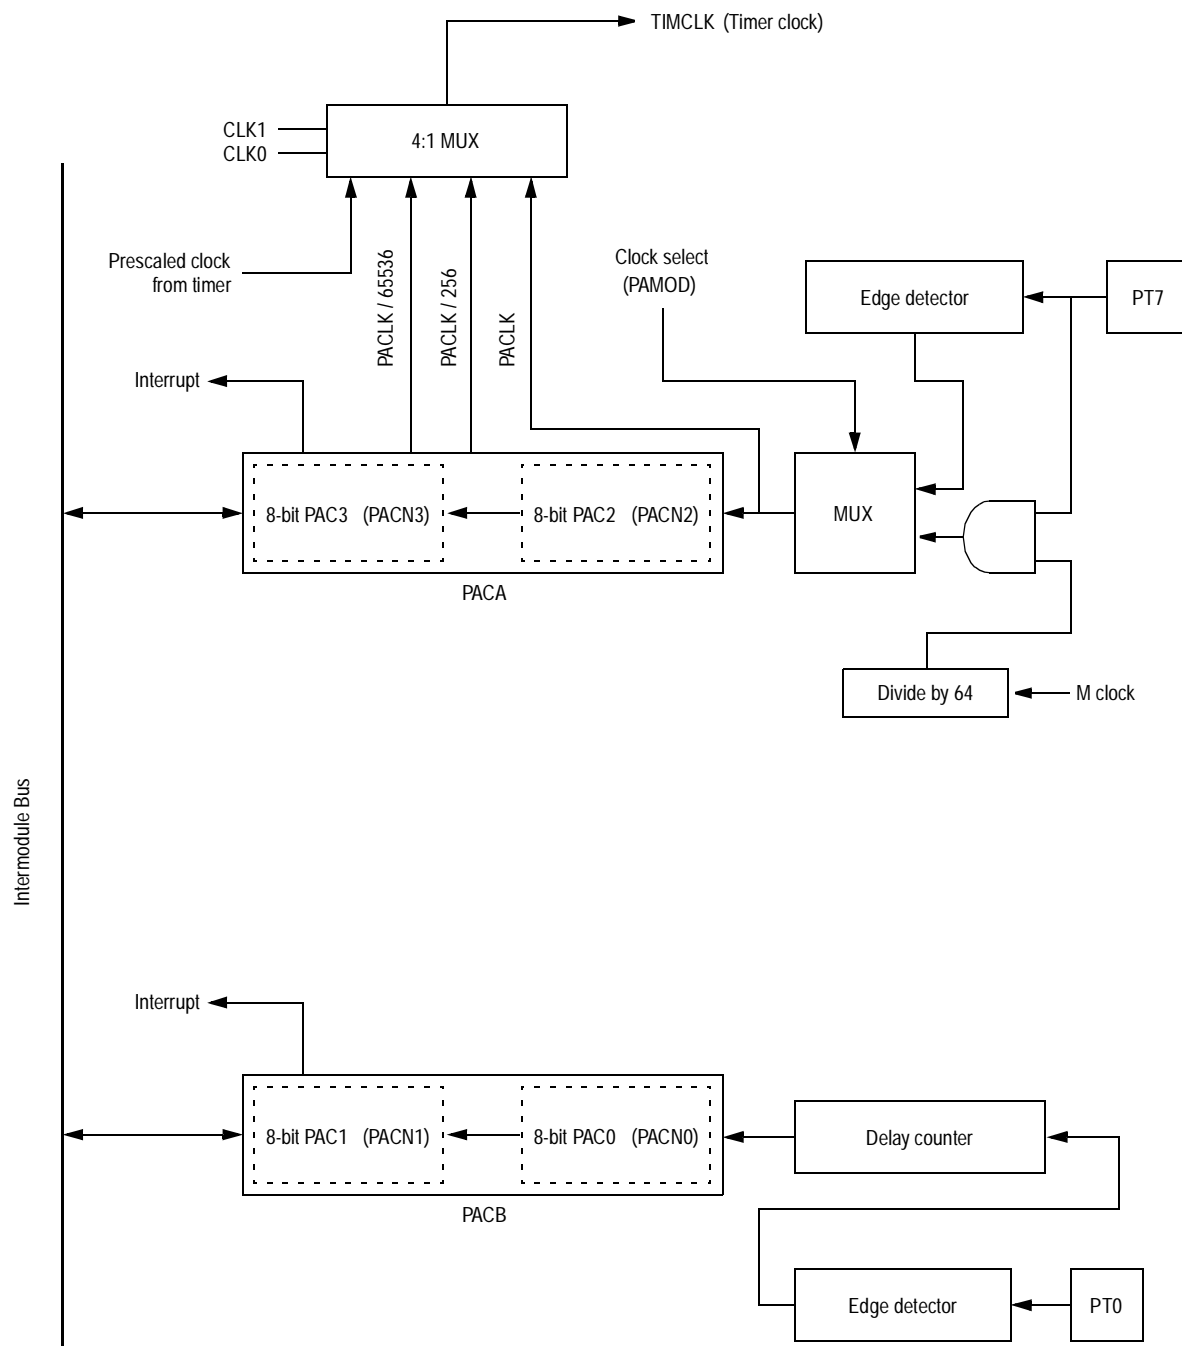 TIMCLK (Timer clock)
CLK1
CLK0
4:1 MUX
Prescaled clock
from timer
PACLK / 65536
PACLK / 256
PACLK
Clock select
(PAMOD)
Edge detector
PT7
Interrupt
8-bit PAC3 (PACN3)
8-bit PAC2 (PACN2)
MUX
PACA
Divide by 64
M clock
Intermodule Bus
Interrupt
8-bit PAC1 (PACN1)
8-bit PAC0 (PACN0)
Delay counter
PACB
Edge detector
PT0